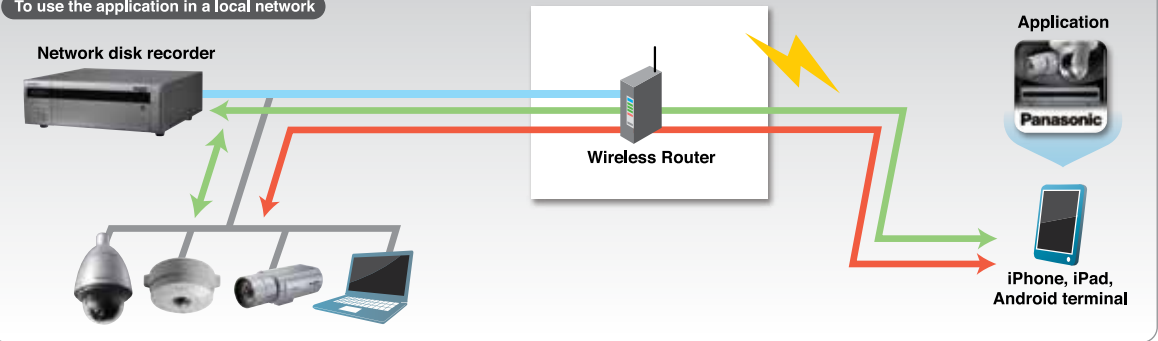 To use the application in a local network
Network disk recorder
Wireless Router
Application
Panasonic
iPhone, iPad,
Android terminal